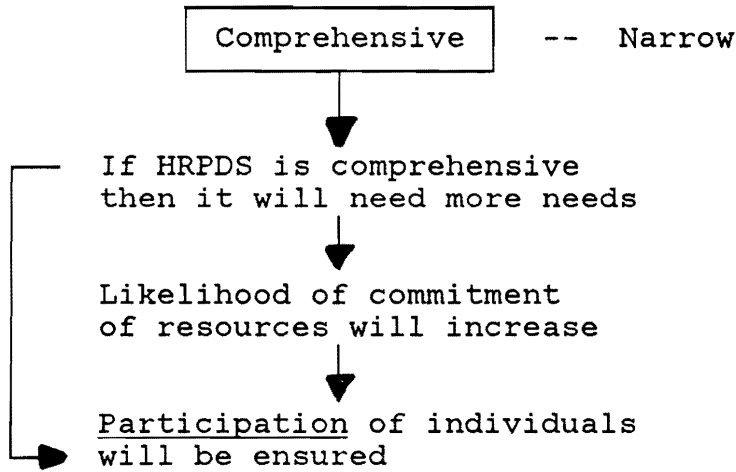 Comprehensive -- Narrow
If HRPDS is comprehensive
then it will need more needs
Likelihood of commitment
of resources will increase
Participation of individuals
will be ensured